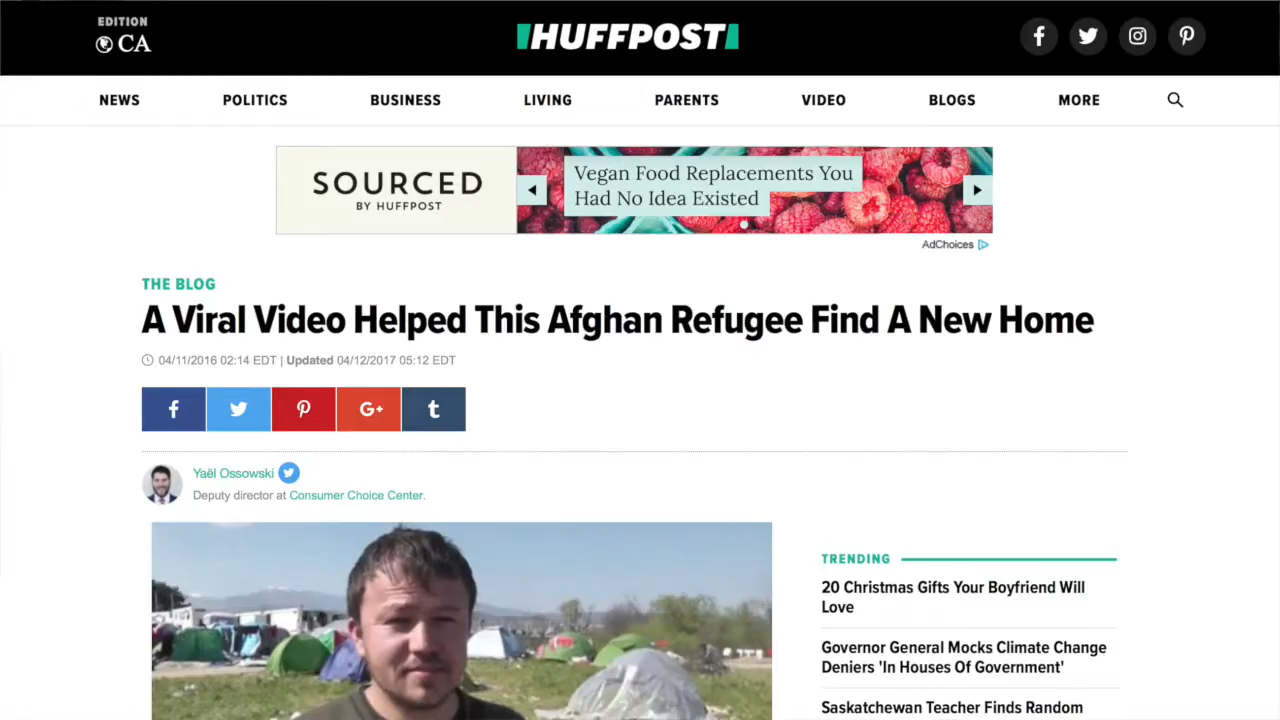 EDITION
CA
HUFFPOST
NEWS
POLITICS
BUSINESS
LIVING
PARENTS
VIDEO
BLOGS
MORE
SOURCED
BY HUFFPOST
Vegan Food Replacements You
Had No Idea Existed
AdChoices
THE BLOG
A Viral Video Helped This Afghan Refugee Find A New Home
04/11/2016 02:14 EDT | Updated 04/12/2017 05:12 EDT
Yaël Ossowski
Deputy director at Consumer Choice Center.
TRENDING
20 Christmas Gifts Your Boyfriend Will
Love
Governor General Mocks Climate Change
Deniers 'In Houses Of Government'
Saskatchewan Teacher Finds Random